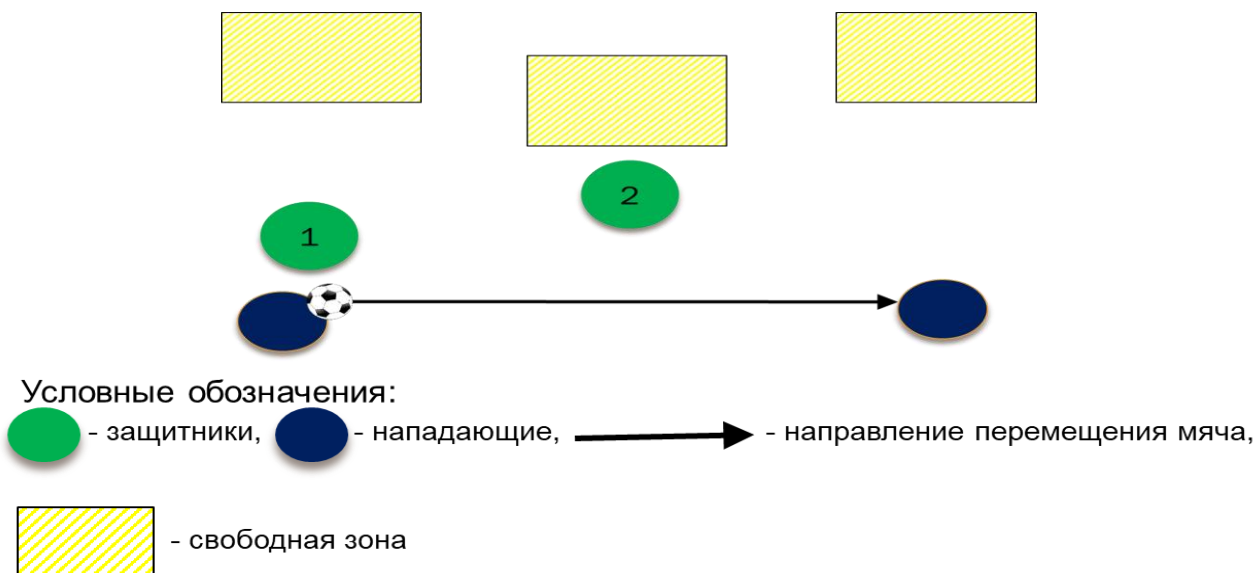 2
1
Условные обозначения:
- защитники, - нападающие, - направление перемещения мяча,
- свободная зона